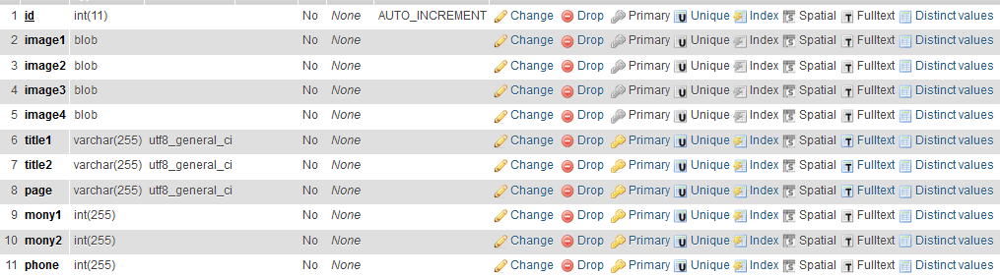 1 id int(11) No None AUTO_INCREMENT Change Drop Primary Unique Index Spatial Fulltext Distinct values
2 image1 blob No None Change Drop Primary Unique Index Spatial Fulltext Distinct values
3 image2 blob No None Change Drop Primary Unique Index Spatial Fulltext Distinct values
4 image3 blob No None Change Drop Primary Unique Index Spatial Fulltext Distinct values
5 image4 blob No None Change Drop Primary Unique Index Spatial Fulltext Distinct values
6 title1 varchar(255) utf8_general_ci No None Change Drop Primary Unique Index Spatial Fulltext Distinct values
7 title2 varchar(255) utf8_general_ci No None Change Drop Primary Unique Index Spatial Fulltext Distinct values
8 page varchar(255) utf8_general_ci No None Change Drop Primary Unique Index Spatial Fulltext Distinct values
9 mony1 int(255) No None Change Drop Primary Unique Index Spatial Fulltext Distinct values
10 mony2 int(255) No None Change Drop Primary Unique Index Spatial Fulltext Distinct values
11 phone int(255) No None Change Drop Primary Unique Index Spatial Fulltext Distinct values